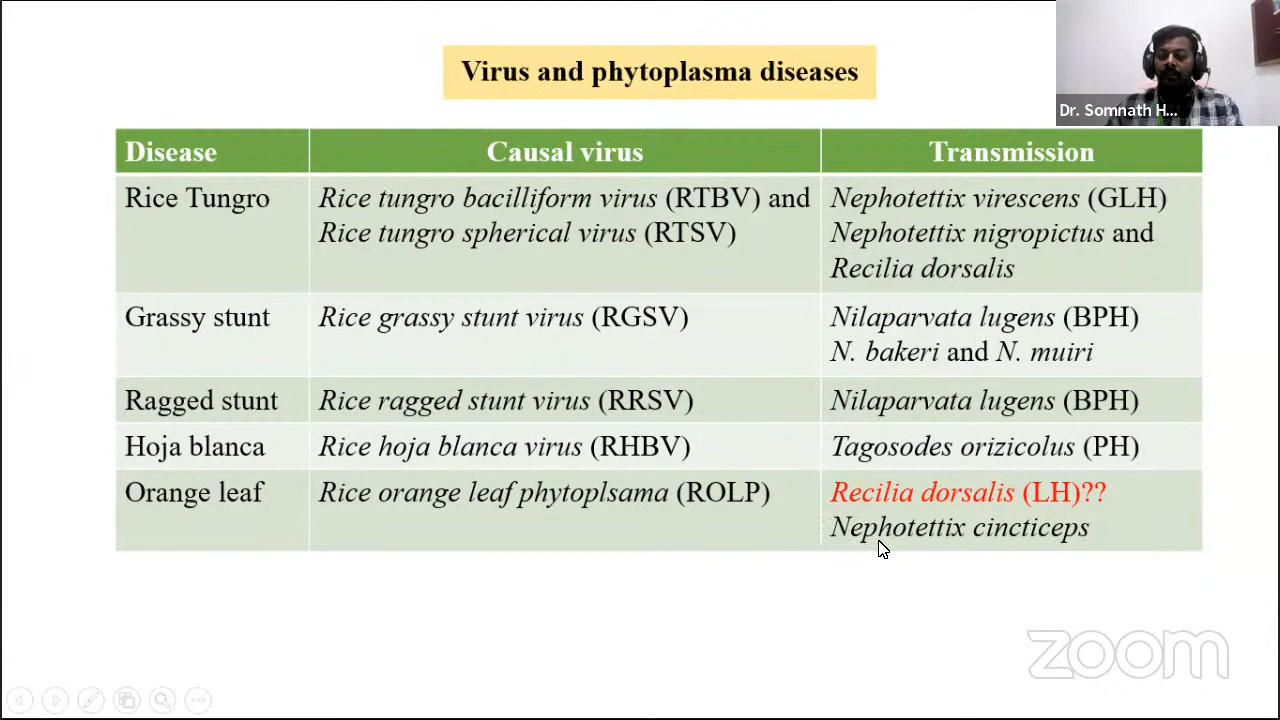 Virus and phytoplasma diseases
Dr. Somnath H...
Disease Causal virus Transmission
Rice Tungro Rice tungro bacilliform virus (RTBV) and Nephotettix virescens (GLH)
Rice tungro spherical virus (RTSV) Nephotettix nigropictus and
Recilia dorsalis
Grassy stunt Rice grassy stunt virus (RGSV) Nilaparvata lugens (BPH)
N. bakeri and N. muiri
Ragged stunt Rice ragged stunt virus (RRSV) Nilaparvata lugens (BPH)
Hoja blanca Rice hoja blanca virus (RHBV) Tagosodes orizicolus (PH)
Orange leaf Rice orange leaf phytoplsama (ROLP) Recilia dorsalis (LH)??
Nephotettix cincticeps
zoom